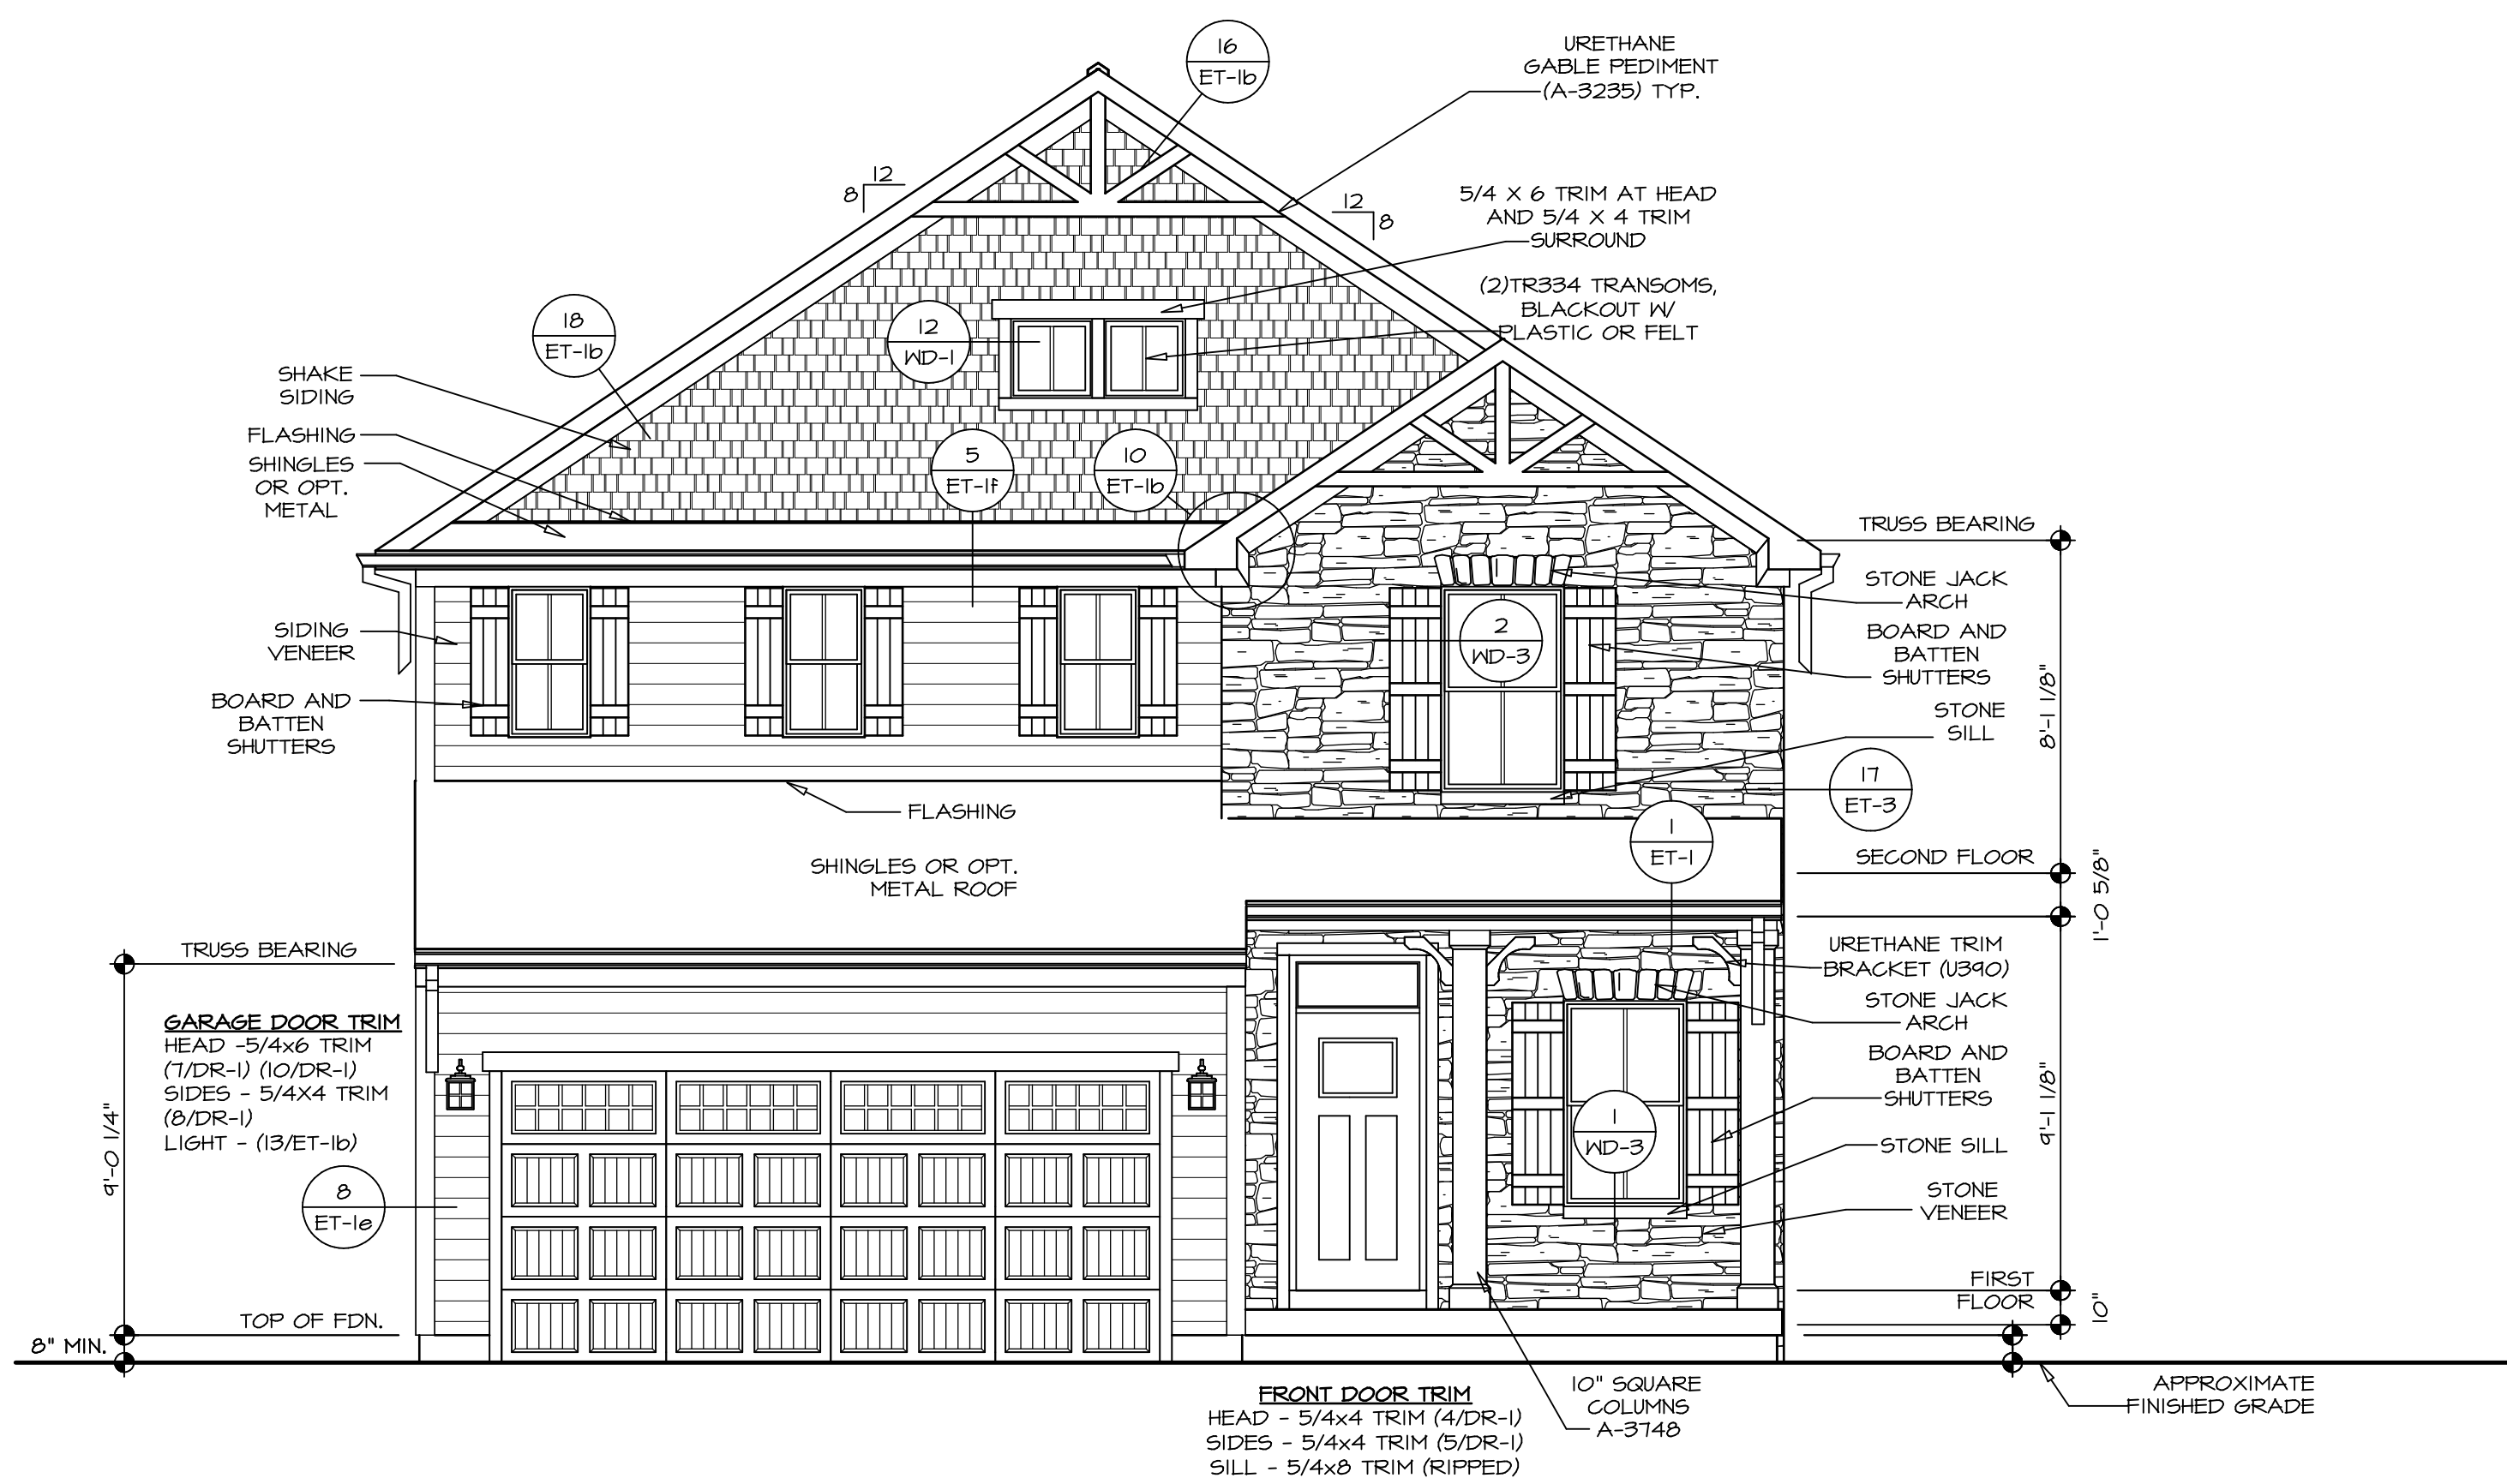 16
ET-1b
URETHANE
GABLE PEDIMENT
(A-3235) TYP.
12
8
12
8
5/4 X 6 TRIM AT HEAD
AND 5/4 X 4 TRIM
SURROUND
(2)TR334 TRANSOMS,
BLACKOUT W/
PLASTIC OR FELT
18
ET-1b
12
WD-1
SHAKE
SIDING
FLASHING
SHINGLES
OR OPT.
METAL
5
ET-1f
10
ET-1b
TRUSS BEARING
STONE JACK
ARCH
SIDING
VENEER
BOARD AND
BATTEN
SHUTTERS
2
WD-3
BOARD AND
BATTEN
SHUTTERS
STONE
SILL
8'-1 1/8"
17
ET-3
FLASHING
1
ET-1
SHINGLES OR OPT.
METAL ROOF
SECOND FLOOR
1'-0 5/8"
TRUSS BEARING
URETHANE TRIM
BRACKET (U390)
STONE JACK
ARCH
GARAGE DOOR TRIM
HEAD -5/4x6 TRIM
(7/DR-1) (10/DR-1)
SIDES - 5/4X4 TRIM
(8/DR-1)
LIGHT - (13/ET-1b)
9'-0 1/4"
BOARD AND
BATTEN
SHUTTERS
9'-1 1/8"
1
WD-3
STONE SILL
8
ET-1e
STONE
VENEER
FIRST
FLOOR
10"
TOP OF FDN.
8" MIN.
FRONT DOOR TRIM
HEAD - 5/4x4 TRIM (4/DR-1)
SIDES - 5/4x4 TRIM (5/DR-1)
SILL - 5/4x8 TRIM (RIPPED)
10" SQUARE
COLUMNS
A-3748
APPROXIMATE
FINISHED GRADE